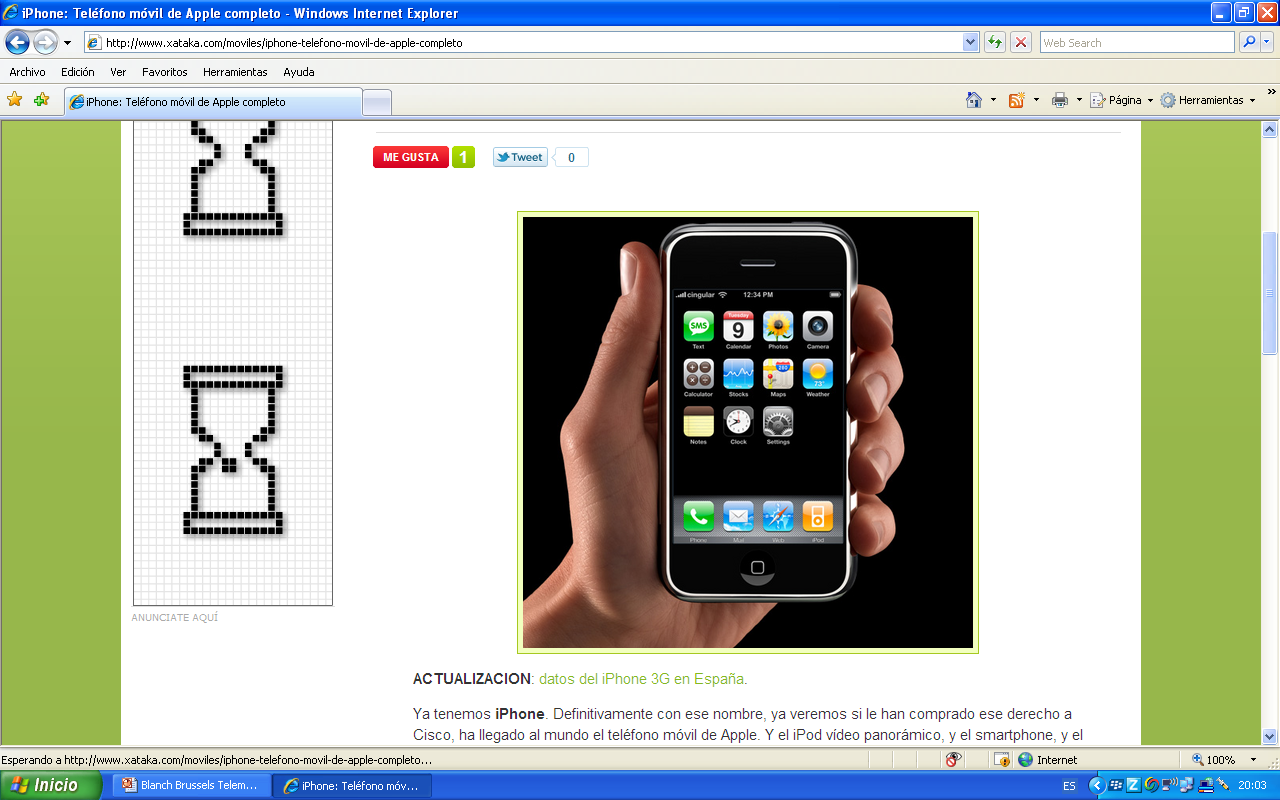 iPhone: Teléfono móvil de Apple completo - Windows Internet Explorer
http://www.xataka.com/moviles/iphone-telefono-movil-de-apple-completo
Web Search
Archivo Edición Ver Favoritos Herramientas Ayuda
iPhone: Teléfono móvil de Apple completo
Página Herramientas
ME GUSTA 1 Tweet 0
cingular 12:34 PM
SMS Tuesday 9 280 73°
Text Calendar Photos Camera
Calculator Stocks Maps Weather
Notes Clock Settings
Phone Mail Web iPod
ANUNCIATE AQUÍ
ACTUALIZACION: datos del iPhone 3G en España.
Ya tenemos iPhone. Definitivamente con ese nombre, ya veremos si le han comprado ese derecho a
Cisco, ha llegado al mundo el teléfono móvil de Apple. Y el iPod vídeo panorámico, y el smartphone, y el
Esperando a http://www.xataka.com/moviles/iphone-telefono-movil-de-apple-completo...
Internet 100%
Inicio Blanch Brussels Telem... iPhone: Teléfono móv... ES 20:03